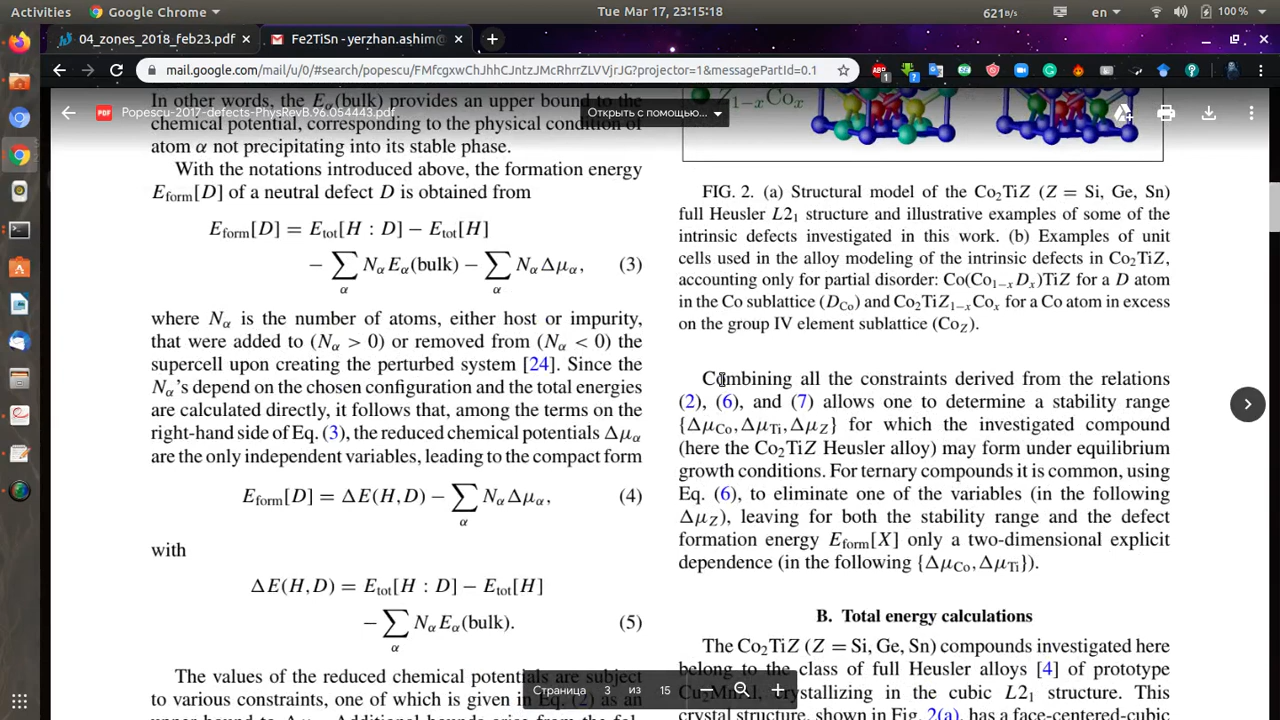 Activities
Google Chrome
Tue Mar 17, 23:15:18
621B/s
en
100 %
04_zones_2018_feb23.pdf
Fe2TiSn - yerzhan.ashim@
mail.google.com/mail/u/0/#search/popescu/FMfcgxwChJhhCJntzJMcRhrrZLVVjrJG?projector=1&messagePartId=0.1
PDF
Popescu-2017-defects-PhysRevB.96.054443.pdf
Открыть с помощью...
In other words, the Eα(bulk) provides an upper bound to the
chemical potential, corresponding to the physical condition of
atom α not precipitating into its stable phase.
With the notations introduced above, the formation energy
Eform[D] of a neutral defect D is obtained from
Eform[D] = Etot[H : D] − Etot[H]
− ∑α NαEα(bulk) − ∑α NαΔμα, (3)
where Nα is the number of atoms, either host or impurity,
that were added to (Nα > 0) or removed from (Nα < 0) the
supercell upon creating the perturbed system [24]. Since the
Nα's depend on the chosen configuration and the total energies
are calculated directly, it follows that, among the terms on the
right-hand side of Eq. (3), the reduced chemical potentials Δμα
are the only independent variables, leading to the compact form
Eform[D] = ΔE(H,D) − ∑α NαΔμα, (4)
with
ΔE(H,D) = Etot[H : D] − Etot[H]
− ∑α NαEα(bulk). (5)
The values of the reduced chemical potentials are subject
to various constraints, one of which is given in Eq. (2) as an
Z1−xCox
FIG. 2. (a) Structural model of the Co2TiZ (Z = Si, Ge, Sn)
full Heusler L21 structure and illustrative examples of some of the
intrinsic defects investigated in this work. (b) Examples of unit
cells used in the alloy modeling of the intrinsic defects in Co2TiZ,
accounting only for partial disorder: Co(Co1−xDx)TiZ for a D atom
in the Co sublattice (DCo) and Co2TiZ1−xCox for a Co atom in excess
on the group IV element sublattice (CoZ).
Combining all the constraints derived from the relations
(2), (6), and (7) allows one to determine a stability range
{ΔμCo,ΔμTi,ΔμZ} for which the investigated compound
(here the Co2TiZ Heusler alloy) may form under equilibrium
growth conditions. For ternary compounds it is common, using
Eq. (6), to eliminate one of the variables (in the following
ΔμZ), leaving for both the stability range and the defect
formation energy Eform[X] only a two-dimensional explicit
dependence (in the following {ΔμCo,ΔμTi}).
B. Total energy calculations
The Co2TiZ (Z = Si, Ge, Sn) compounds investigated here
belong to the class of full Heusler alloys [4] of prototype
Cu2MnAl, crystallizing in the cubic L21 structure. This
crystal structure, shown in Fig. 2(a), has a face-centered-cubic
Страница 3 из 15